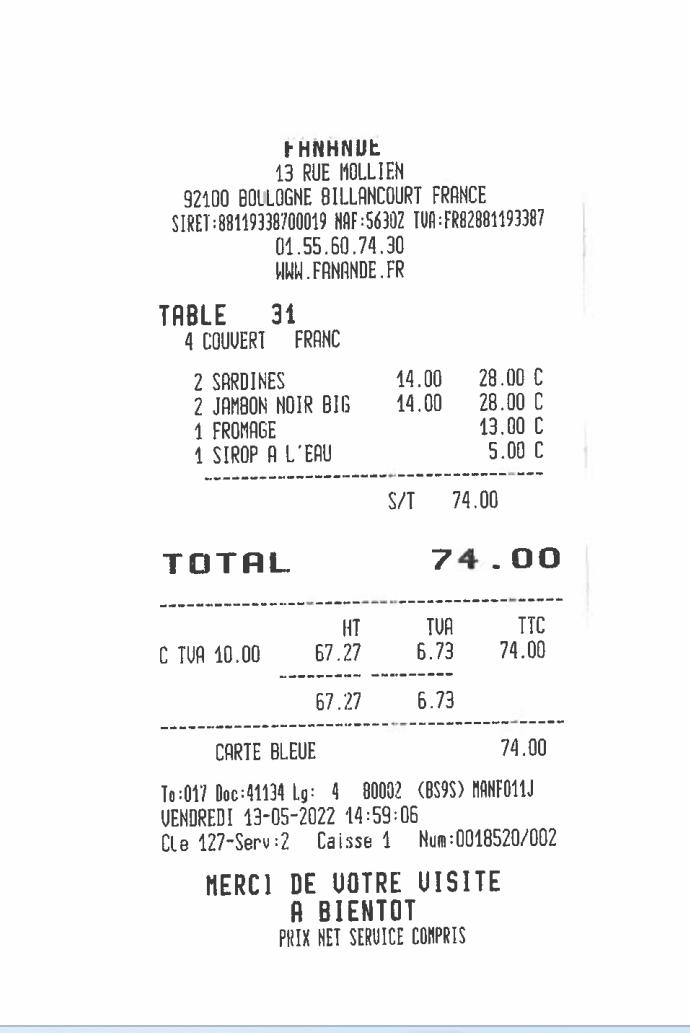 FANANDE
13 RUE MOLLIEN
92100 BOULOGNE BILLANCOURT FRANCE
SIRET:88119338700019 NAF:5630Z TVA:FR82881193387
01.55.60.74.30
WWW.FANANDE.FR
TABLE 31
4 COUVERT FRANC
2 SARDINES 14.00 28.00 C
2 JAMBON NOIR BIG 14.00 28.00 C
1 FROMAGE 13.00 C
1 SIROP A L'EAU 5.00 C
S/T 74.00
TOTAL 74.00
HT TVA TTC
C TVA 10.00 67.27 6.73 74.00
67.27 6.73
CARTE BLEUE 74.00
To:017 Doc:41134 Lg: 4 80002 (BS9S) MANF011J
VENDREDI 13-05-2022 14:59:06
Cle 127-Serv:2 Caisse 1 Num:0018520/002
MERCI DE VOTRE VISITE
A BIENTOT
PRIX NET SERVICE COMPRIS